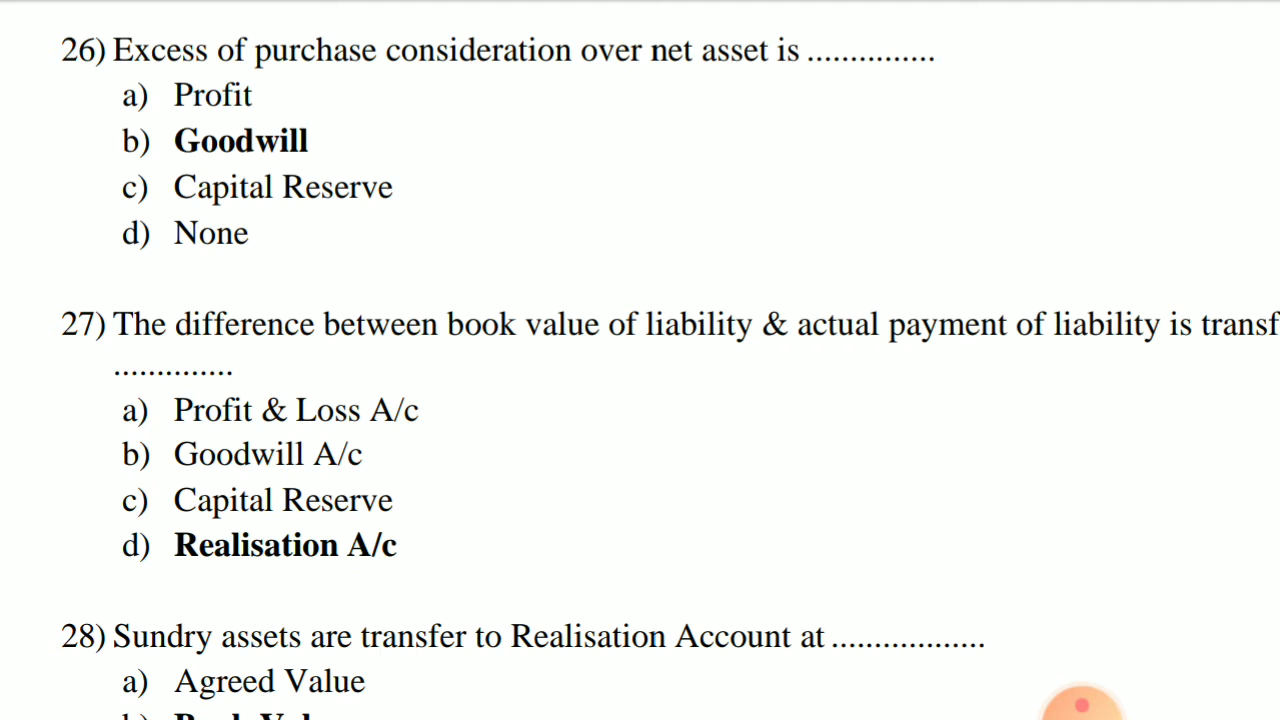 26) Excess of purchase consideration over net asset is ...............
a) Profit
b) Goodwill
c) Capital Reserve
d) None
27) The difference between book value of liability & actual payment of liability is transf
..............
a) Profit & Loss A/c
b) Goodwill A/c
c) Capital Reserve
d) Realisation A/c
28) Sundry assets are transfer to Realisation Account at ..................
a) Agreed Value